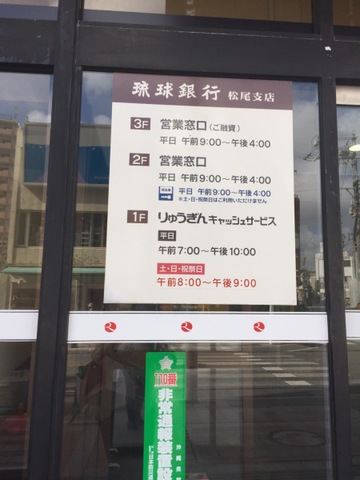 琉球銀行 松尾支店
3F 営業窓口(ご融資)
平日 午前9:00~午後4:00
2F 営業窓口
平日 午前9:00~午後4:00
平日 午前9:00~午後4:00
※土・日・祝祭日はご利用いただけません
1F りゅうぎんキャッシュサービス
平日
午前7:00~午後10:00
土・日・祝祭日
午前8:00~午後9:00
110番
非常通報装置設
沖縄県